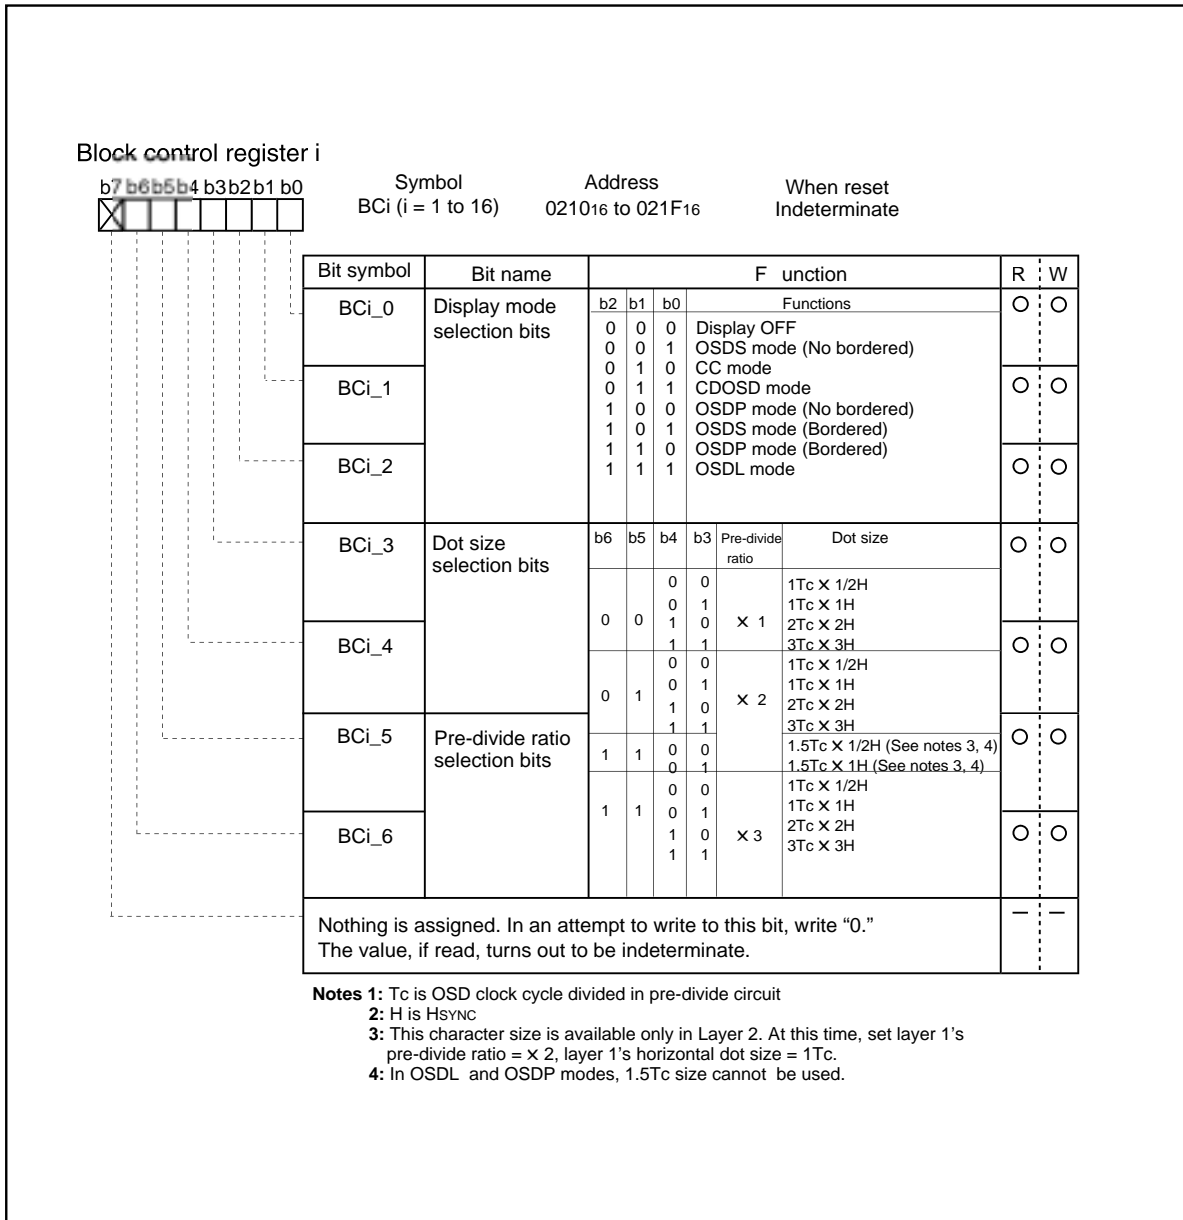 Block control register i
b7 b6 b5 b4 b3 b2 b1 b0
Symbol Address When reset
BCi (i = 1 to 16) 021016 to 021F16 Indeterminate
Bit symbol Bit name F unction R W
BCi_0 Display mode selection bits
b2 b1 b0 Functions
0 0 0 Display OFF
0 0 1 OSDS mode (No bordered)
0 1 0 CC mode
0 1 1 CDOSD mode
1 0 0 OSDP mode (No bordered)
1 0 1 OSDS mode (Bordered)
1 1 0 OSDP mode (Bordered)
1 1 1 OSDL mode
BCi_1
BCi_2
BCi_3 Dot size selection bits
b6 b5 b4 b3 Pre-divide ratio Dot size
0 0 × 1
0 0 1Tc × 1/2H
0 1 1Tc × 1H
1 0 2Tc × 2H
1 1 3Tc × 3H
BCi_4
0 1 × 2
0 0 1Tc × 1/2H
0 1 1Tc × 1H
1 0 2Tc × 2H
1 1 3Tc × 3H
BCi_5 Pre-divide ratio selection bits
1 1
0 0 1.5Tc × 1/2H (See notes 3, 4)
0 1 1.5Tc × 1H (See notes 3, 4)
1 1 × 3
0 0 1Tc × 1/2H
0 1 1Tc × 1H
1 0 2Tc × 2H
1 1 3Tc × 3H
BCi_6
Nothing is assigned. In an attempt to write to this bit, write “0.” – –
The value, if read, turns out to be indeterminate.
Notes 1: Tc is OSD clock cycle divided in pre-divide circuit
2: H is HSYNC
3: This character size is available only in Layer 2. At this time, set layer 1’s
pre-divide ratio = × 2, layer 1’s horizontal dot size = 1Tc.
4: In OSDL and OSDP modes, 1.5Tc size cannot be used.